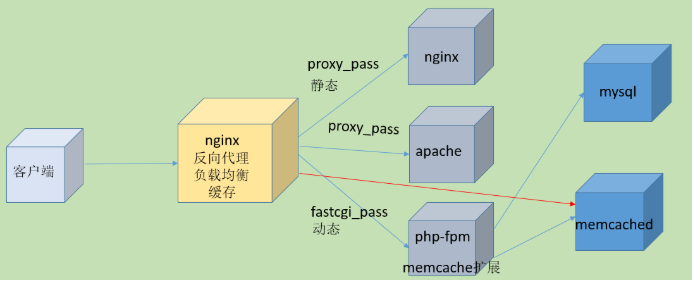 客户端
nginx
反向代理
负载均衡
缓存
proxy_pass
静态
proxy_pass
fastcgi_pass
动态
nginx
apache
php-fpm
memcache扩展
mysql
memcached